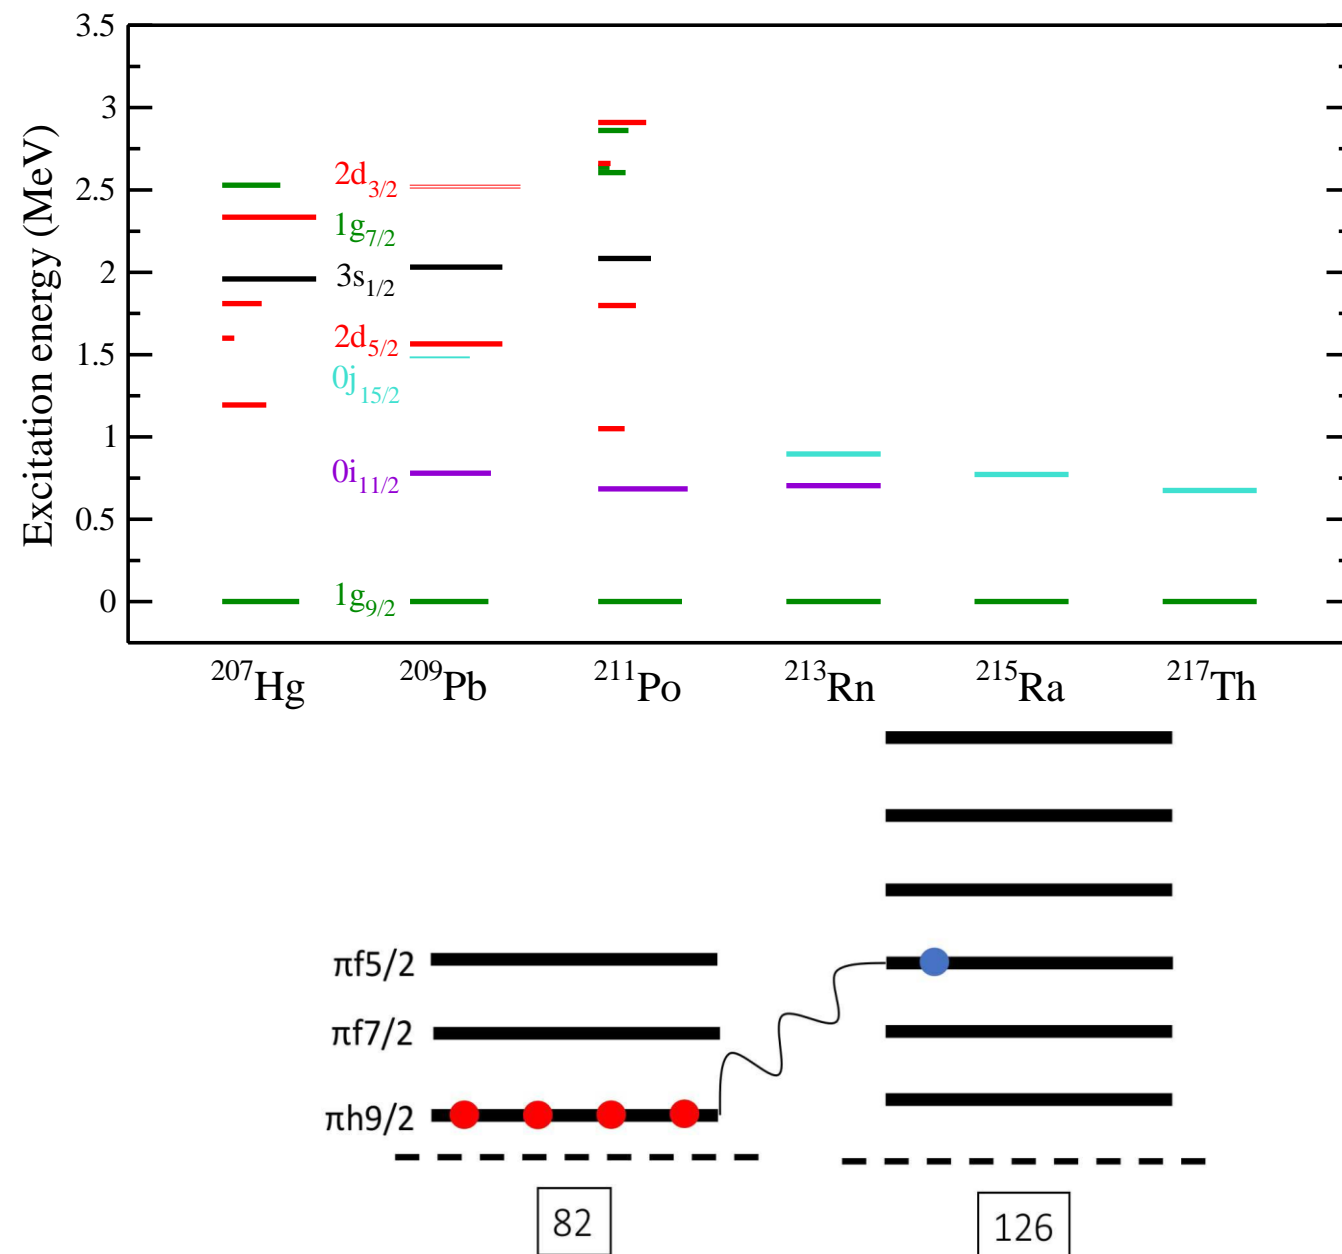 3.5
3
2.5
2
1.5
1
0.5
0
Excitation energy (MeV)
2d3/2
1g7/2
3s1/2
2d5/2
0j15/2
0i11/2
1g9/2
207Hg 209Pb 211Po 213Rn 215Ra 217Th
πf5/2
πf7/2
πh9/2
82 126